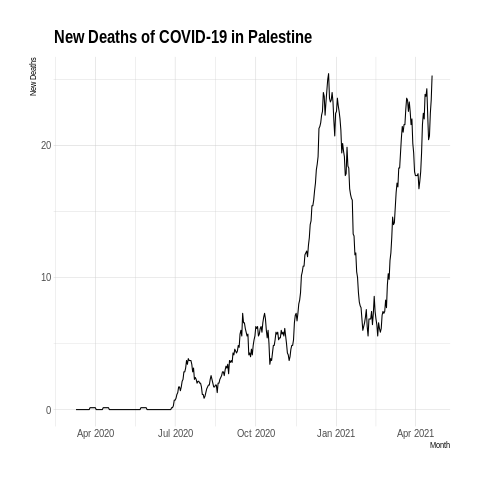 New Deaths of COVID-19 in Palestine
New Deaths
20
10
0
Apr 2020 Jul 2020 Oct 2020 Jan 2021 Apr 2021
Month